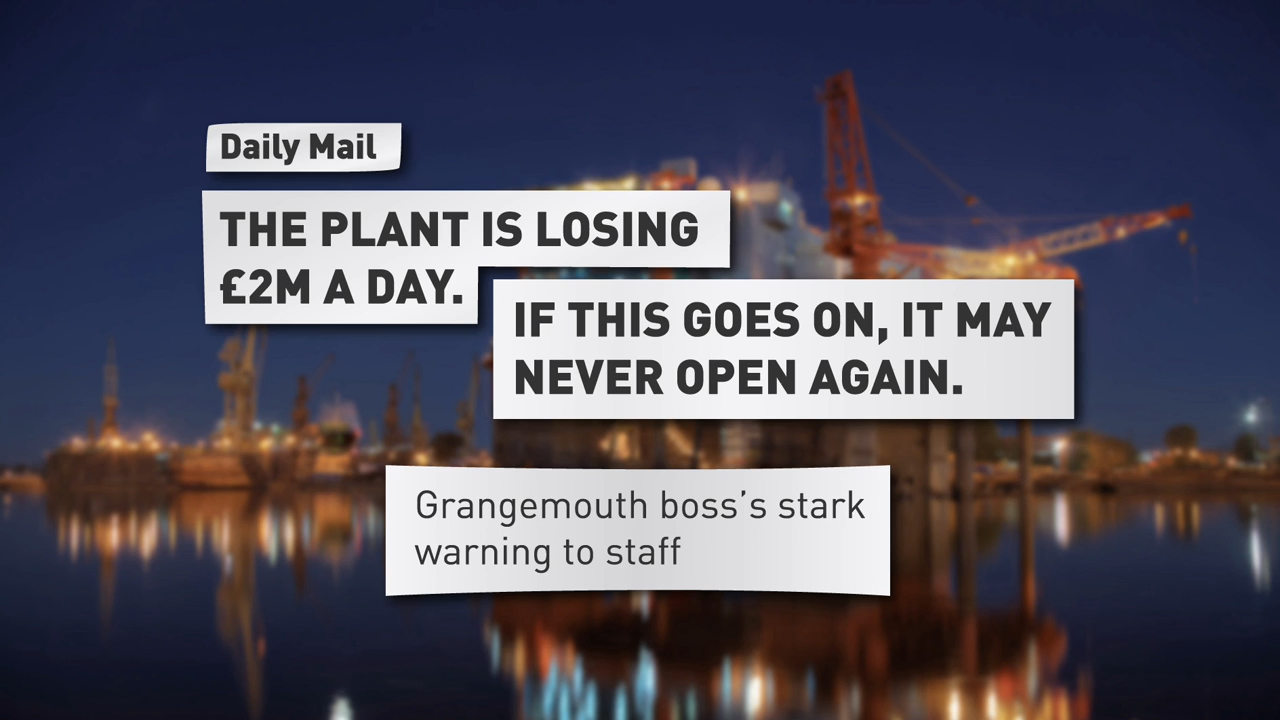 Daily Mail
THE PLANT IS LOSING
£2M A DAY.
IF THIS GOES ON, IT MAY
NEVER OPEN AGAIN.
Grangemouth boss’s stark
warning to staff